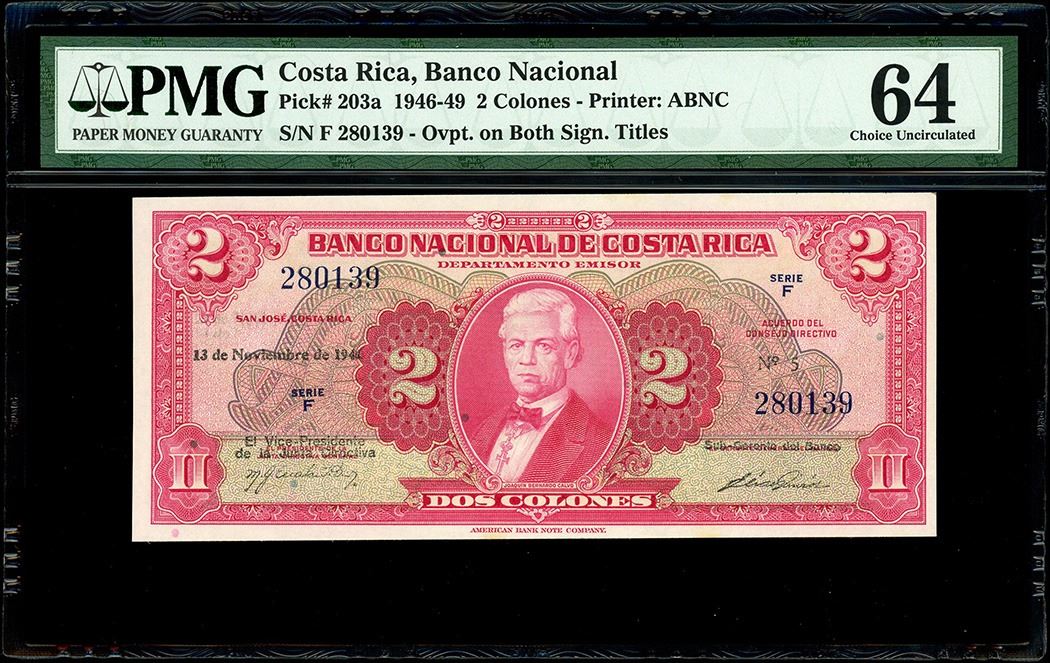 PMG
PAPER MONEY GUARANTY
Costa Rica, Banco Nacional
Pick# 203a 1946-49 2 Colones - Printer: ABNC
S/N F 280139 - Ovpt. on Both Sign. Titles
64
Choice Uncirculated
2 2
BANCO NACIONAL DE COSTA RICA
DEPARTAMENTO EMISOR
2
2
280139
SERIE
F
SAN JOSÉ, COSTA RICA
ACUERDO DEL
CONSEJO DIRECTIVO
13 de Noviembre de
Nº 5
2
2
SERIE
F
280139
El Vice-Presidente
de la Junta Directiva
Sub-Gerente del Banco
II
II
JOAQUIN BERNARDO CALVO
DOS COLONES
AMERICAN BANK NOTE COMPANY.